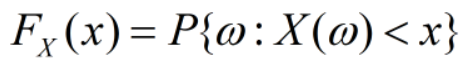 F_X(x) = P{ω : X(ω) < x}